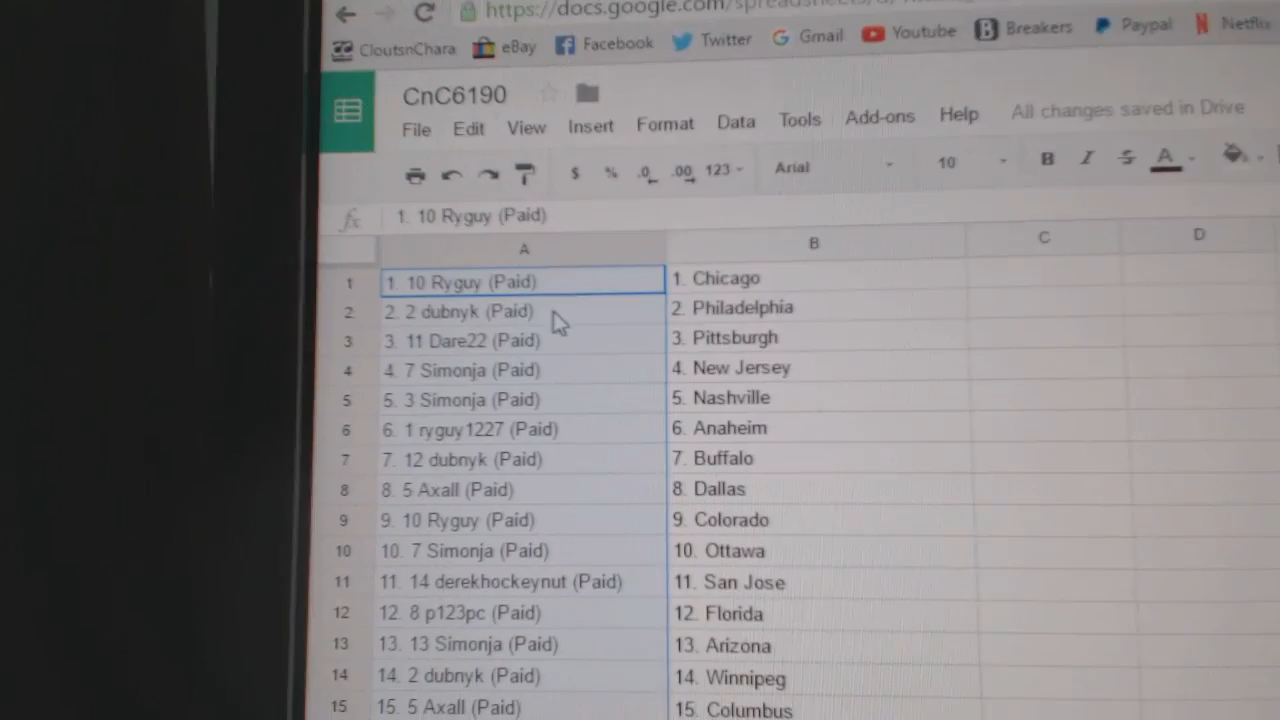 https://docs.google.com/spreadsheets/d/
CloutsnChara eBay Facebook Twitter Gmail Youtube Breakers Paypal Netflix
CnC6190
File Edit View Insert Format Data Tools Add-ons Help All changes saved in Drive
$ % .0 .00 123 Arial 10 B I S A
fx 1. 10 Ryguy (Paid)
A B C D
1 1. 10 Ryguy (Paid) 1. Chicago
2 2. 2 dubnyk (Paid) 2. Philadelphia
3 3. 11 Dare22 (Paid) 3. Pittsburgh
4 4. 7 Simonja (Paid) 4. New Jersey
5 5. 3 Simonja (Paid) 5. Nashville
6 6. 1 ryguy1227 (Paid) 6. Anaheim
7 7. 12 dubnyk (Paid) 7. Buffalo
8 8. 5 Axall (Paid) 8. Dallas
9 9. 10 Ryguy (Paid) 9. Colorado
10 10. 7 Simonja (Paid) 10. Ottawa
11 11. 14 derekhockeynut (Paid) 11. San Jose
12 12. 8 p123pc (Paid) 12. Florida
13 13. 13 Simonja (Paid) 13. Arizona
14 14. 2 dubnyk (Paid) 14. Winnipeg
15 15. 5 Axall (Paid) 15. Columbus